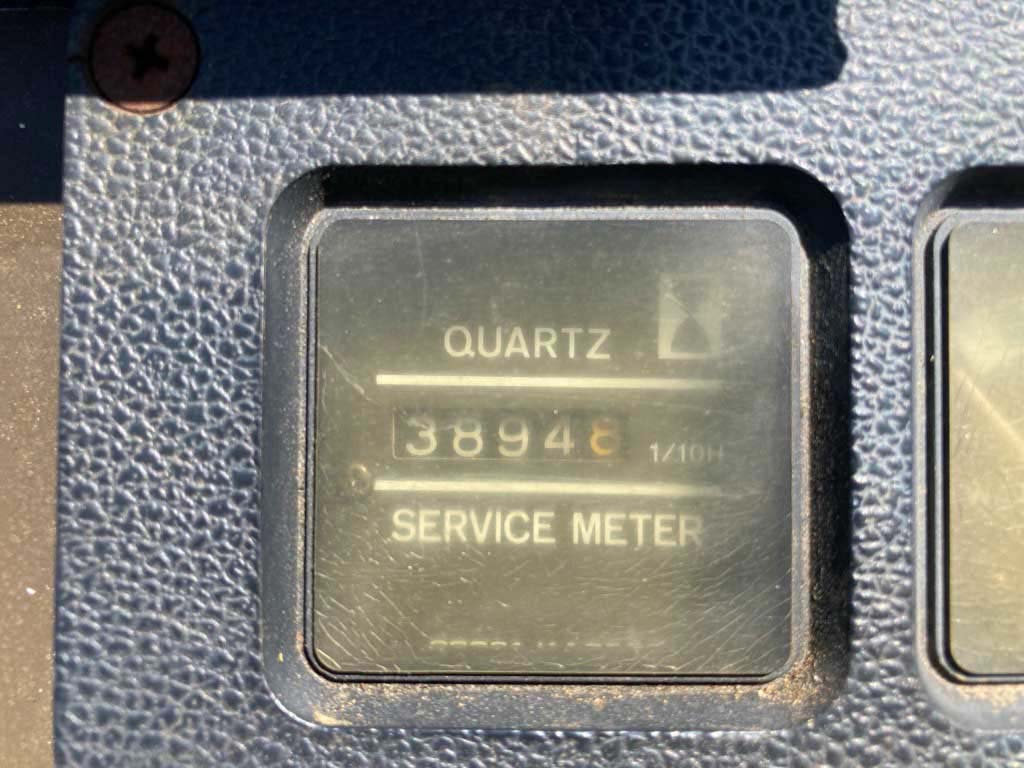 QUARTZ
38948 1/10H
SERVICE METER